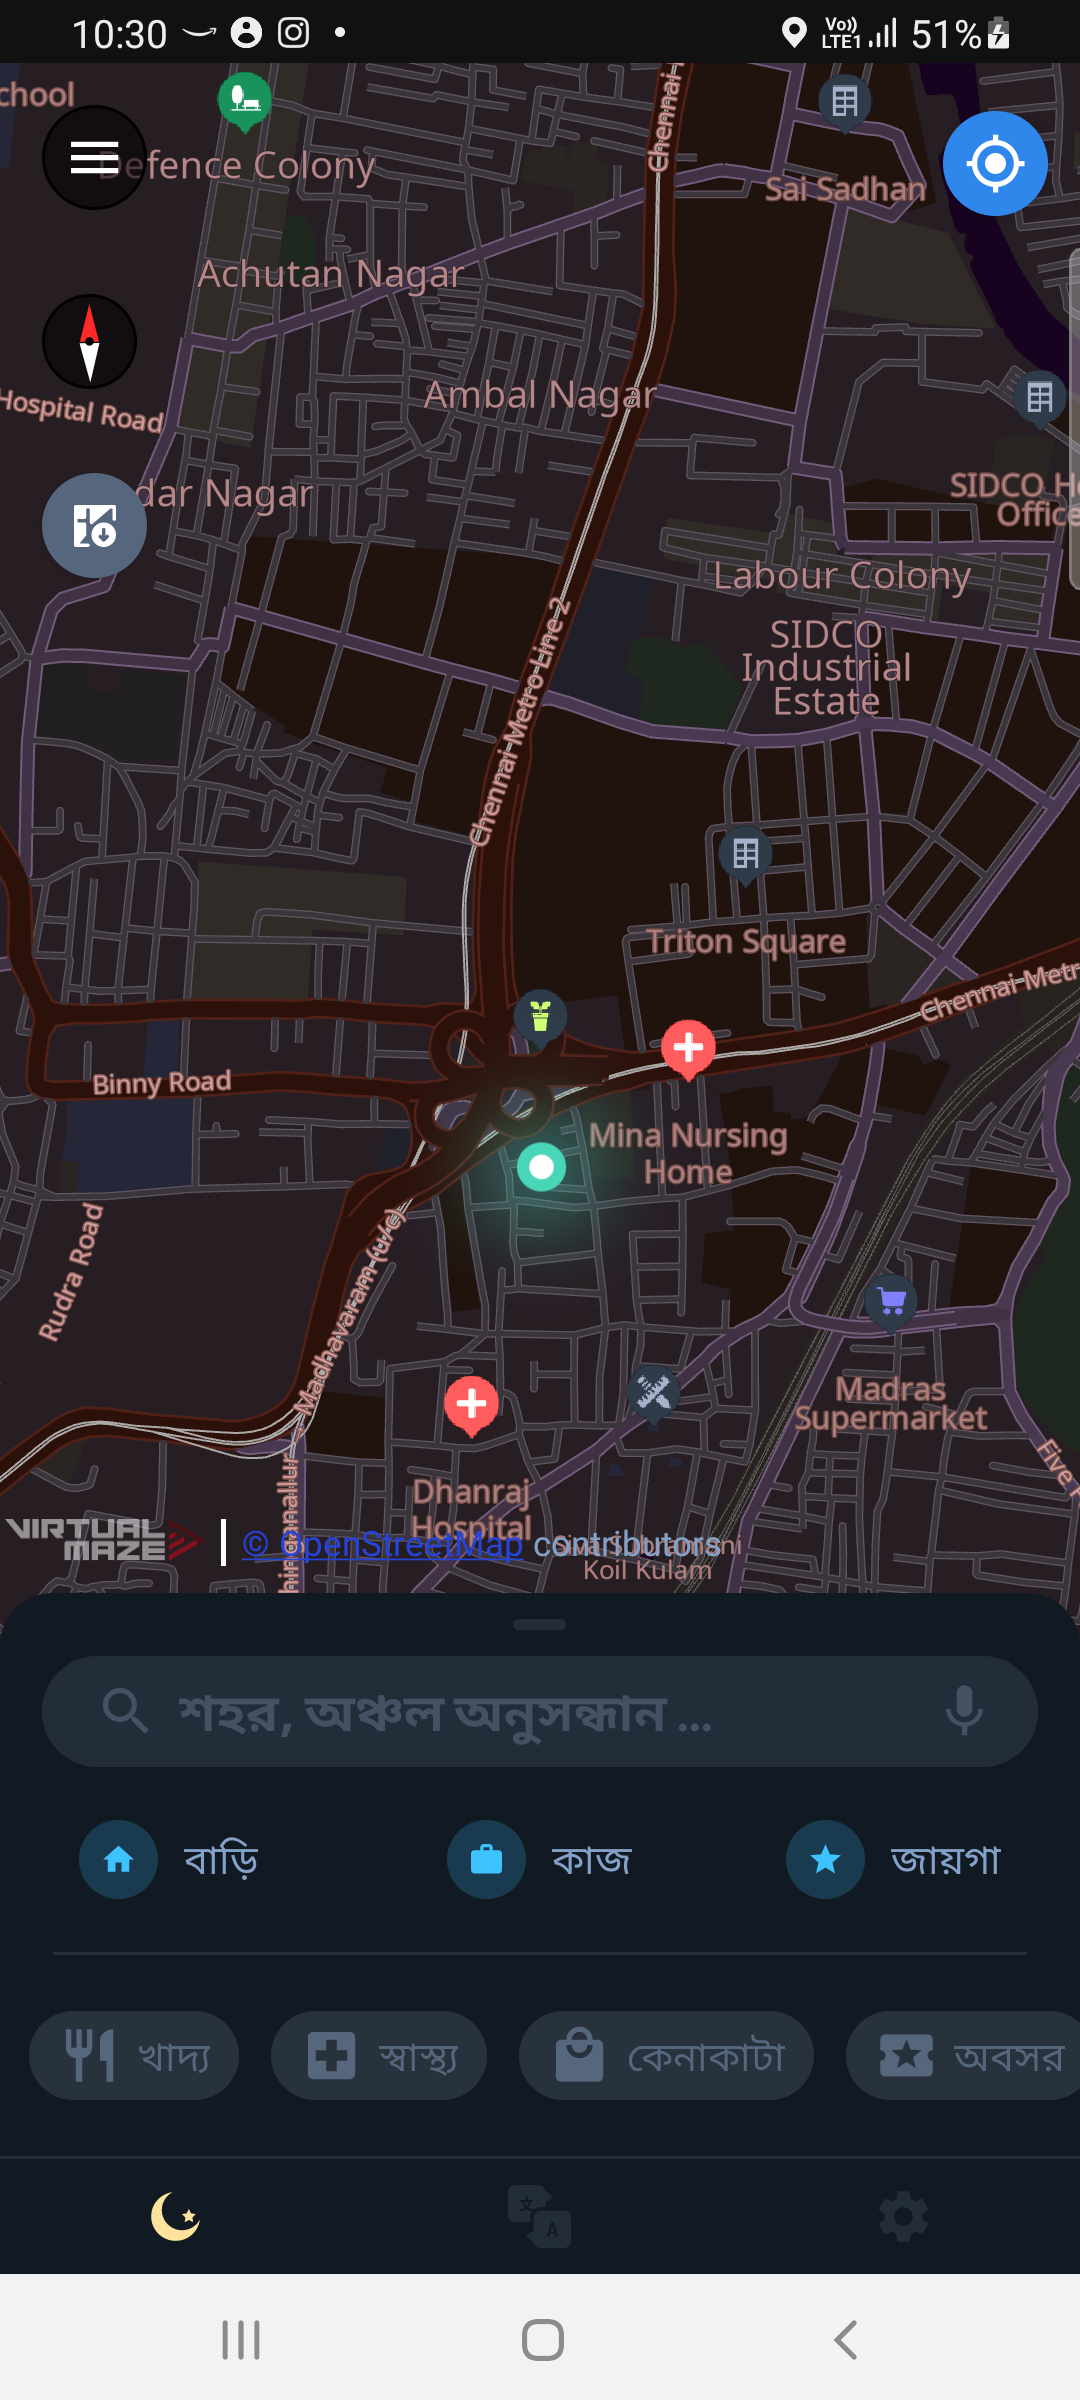 10:30
Vo))
LTE1
51%
chool
Defence Colony
Chennai
Sai Sadhan
Achutan Nagar
Ambal Nagar
Hospital Road
dar Nagar
SIDCO He
Office
Labour Colony
SIDCO
Industrial
Estate
Chennai Metro Line 2
Triton Square
Chennai Metr
Binny Road
Mina Nursing
Home
Rudra Road
Madhavaram (u/c)
Madras
Supermarket
Five
Dhanraj
Hospital
VIRTUAL
MAZE
© OpenStreetMap contributors
Koil Kulam
শহর, অঞ্চল অনুসন্ধান ...
বাড়ি
কাজ
জায়গা
খাদ্য
স্বাস্থ্য
কেনাকাটা
অবসর
文
A